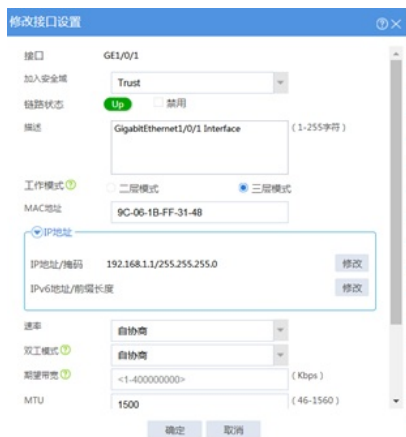 修改接口设置
接口 GE1/0/1
加入安全域 Trust
链路状态 Up 禁用
描述 GigabitEthernet1/0/1 Interface (1-255字符)
工作模式 二层模式 三层模式
MAC地址 9C-06-1B-FF-31-48
IP地址
IP地址/掩码 192.168.1.1/255.255.255.0 修改
IPv6地址/前缀长度 修改
速率 自协商
双工模式 自协商
期望带宽 <1-400000000> (Kbps)
MTU 1500 (46-1560)
确定 取消